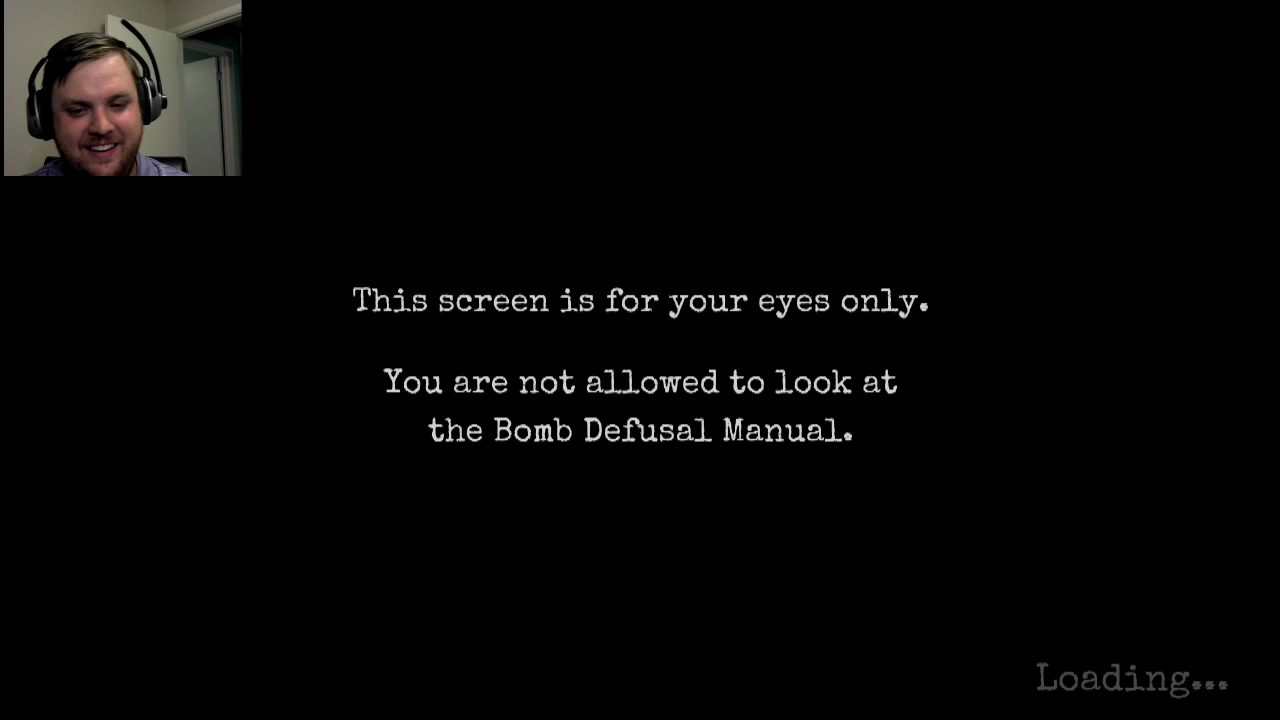 This screen is for your eyes only.
You are not allowed to look at
the Bomb Defusal Manual.
Loading...